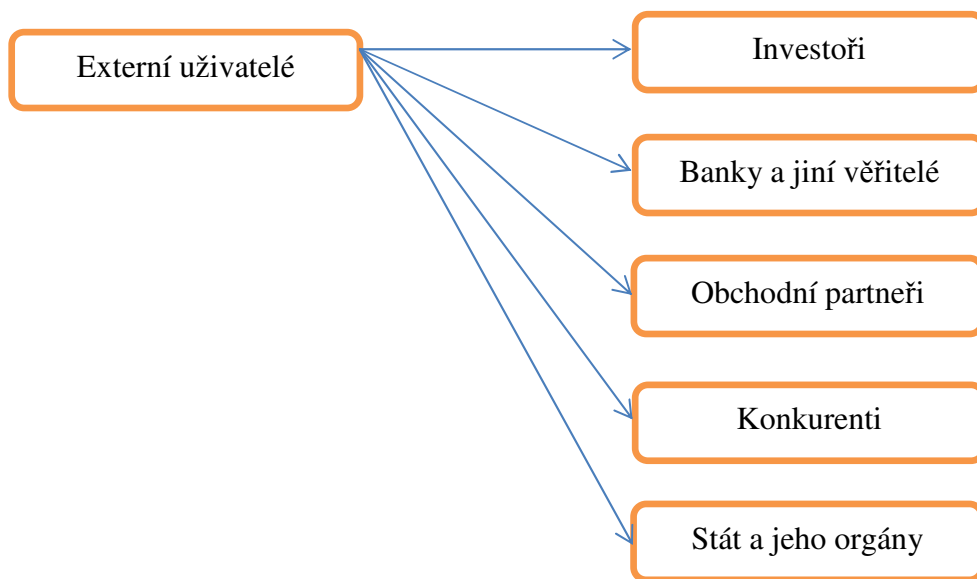 Externí uživatelé
Investoři
Banky a jiní věřitelé
Obchodní partneři
Konkurenti
Stát a jeho orgány